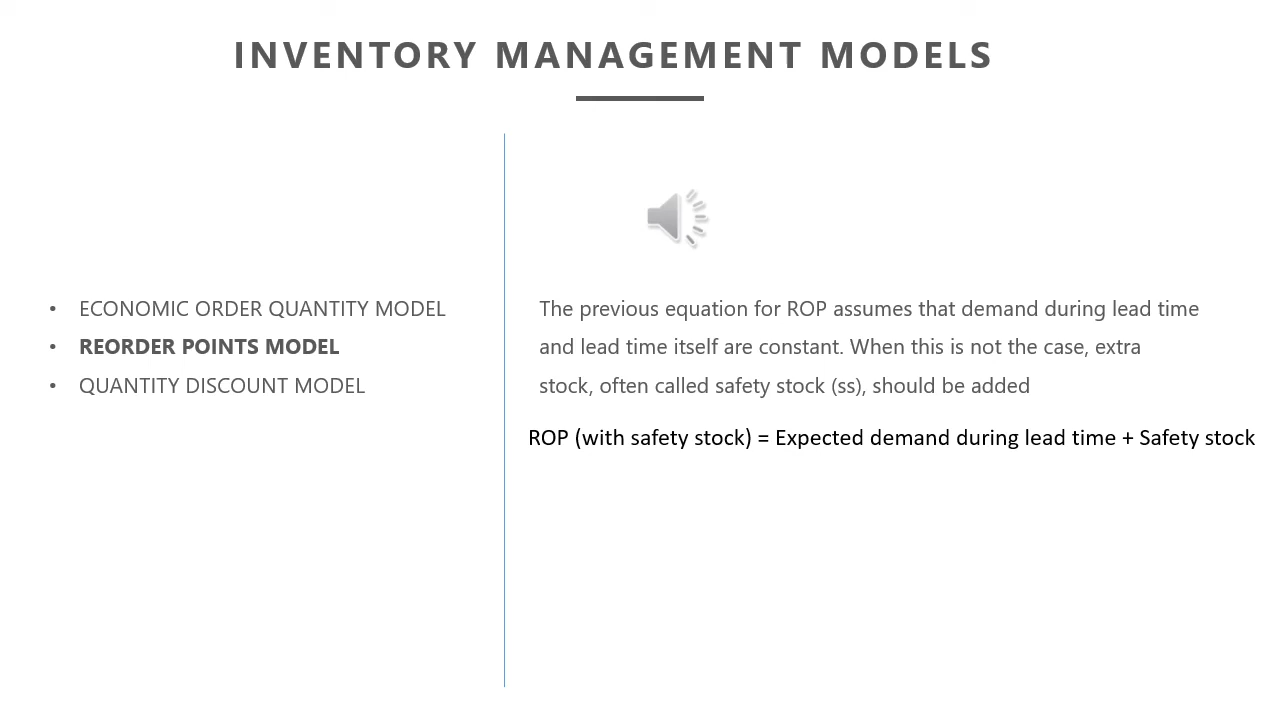 INVENTORY MANAGEMENT MODELS
• ECONOMIC ORDER QUANTITY MODEL
• REORDER POINTS MODEL
• QUANTITY DISCOUNT MODEL
The previous equation for ROP assumes that demand during lead time
and lead time itself are constant. When this is not the case, extra
stock, often called safety stock (ss), should be added
ROP (with safety stock) = Expected demand during lead time + Safety stock